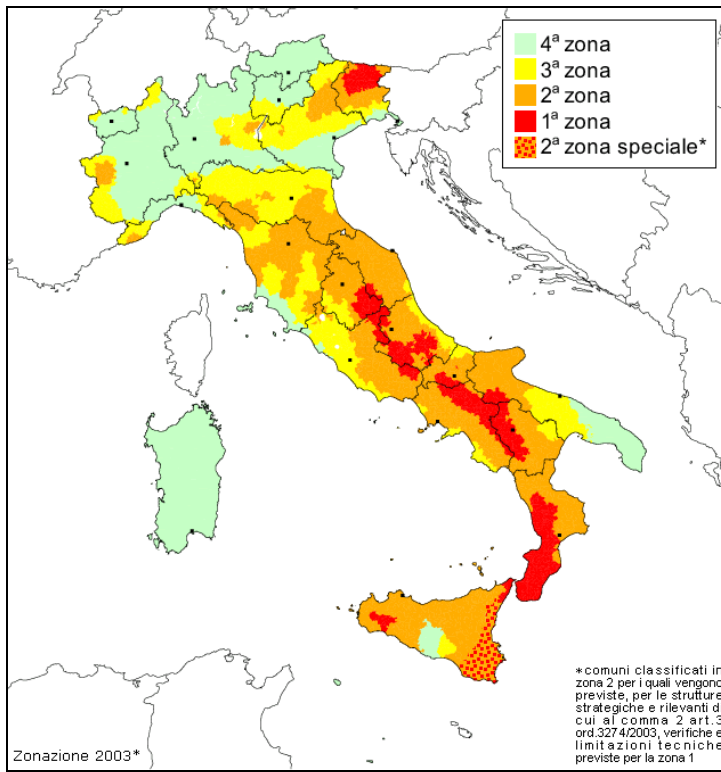 4ª zona
3ª zona
2ª zona
1ª zona
2ª zona speciale*
*comuni classificati in
zona 2 per i quali vengono
previste, per le strutture
strategiche e rilevanti di
cui al comma 2 art.3
ord.3274/2003, verifiche e
limitazioni tecniche
previste per la zona 1
Zonazione 2003*